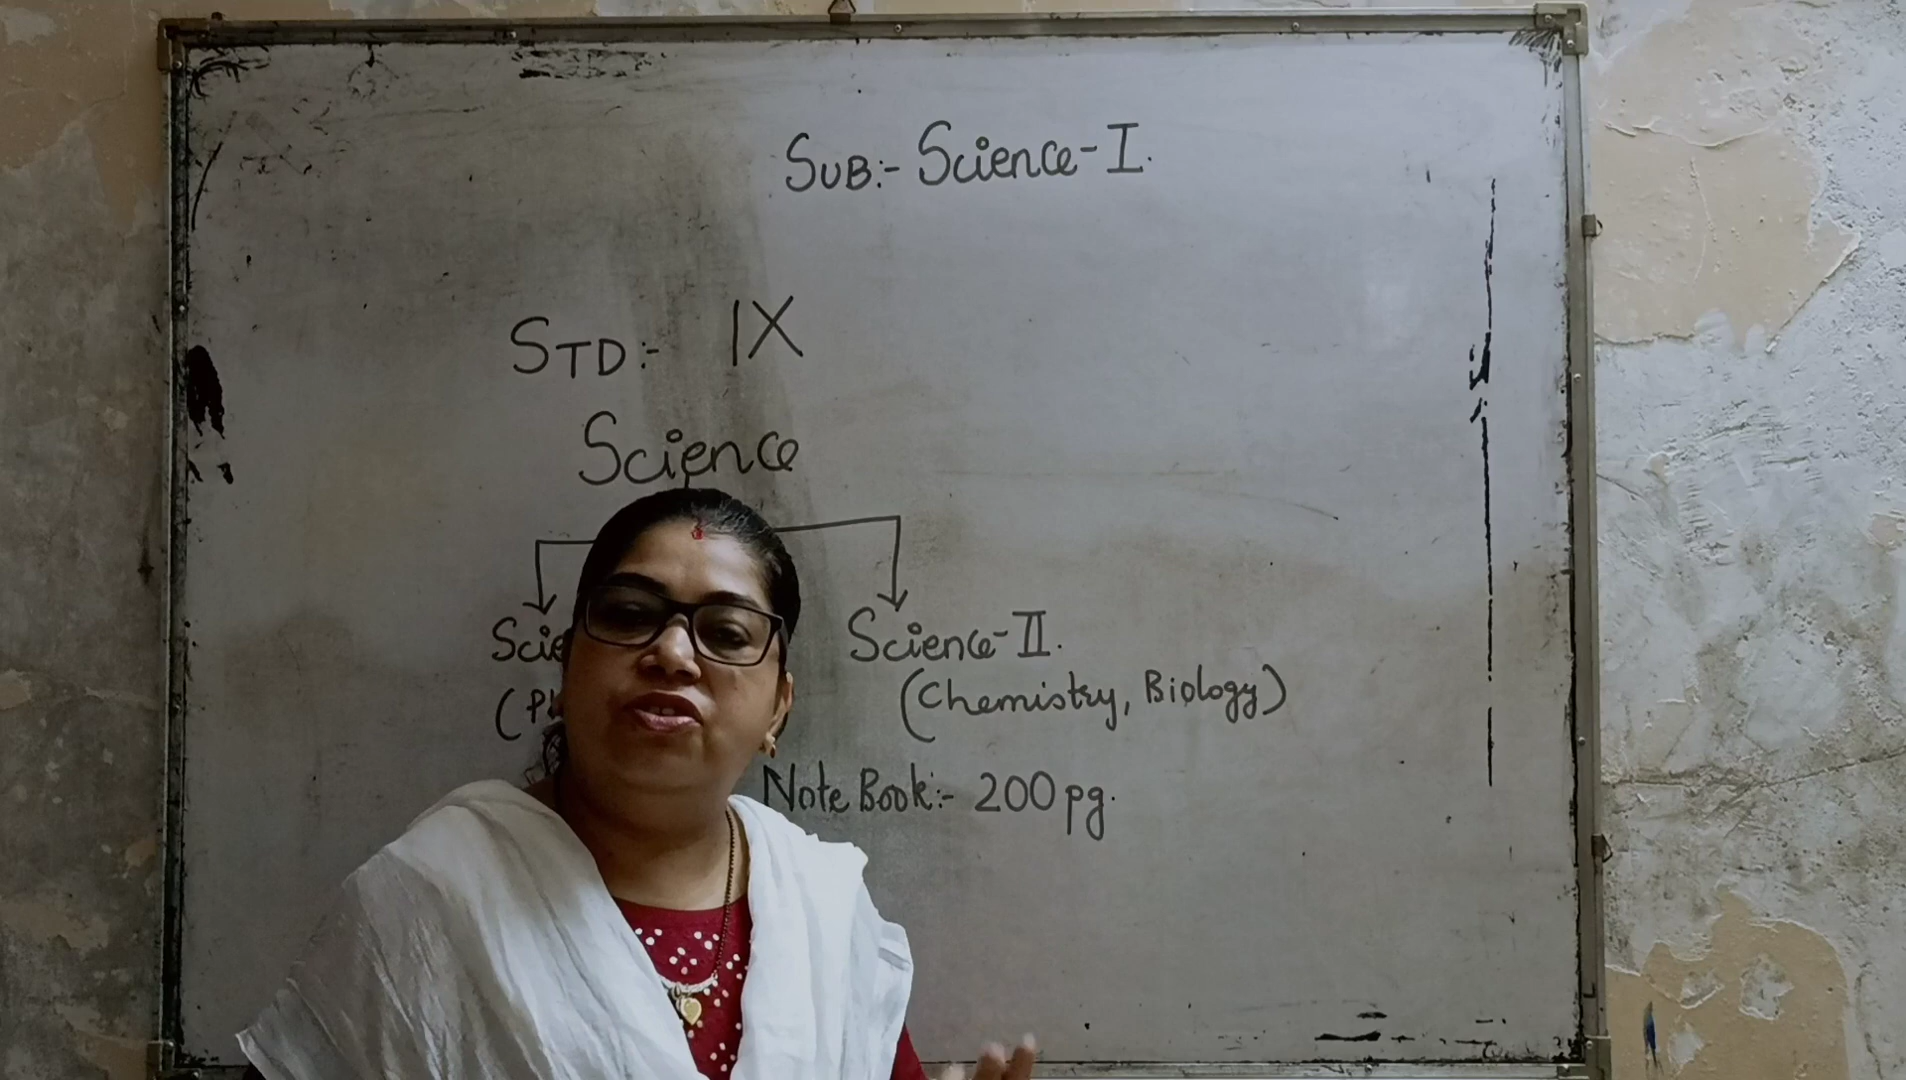 SUB:- Science-I.
STD:- IX
Science
Science-II.
(Chemistry, Biology)
Note Book:- 200 pg.